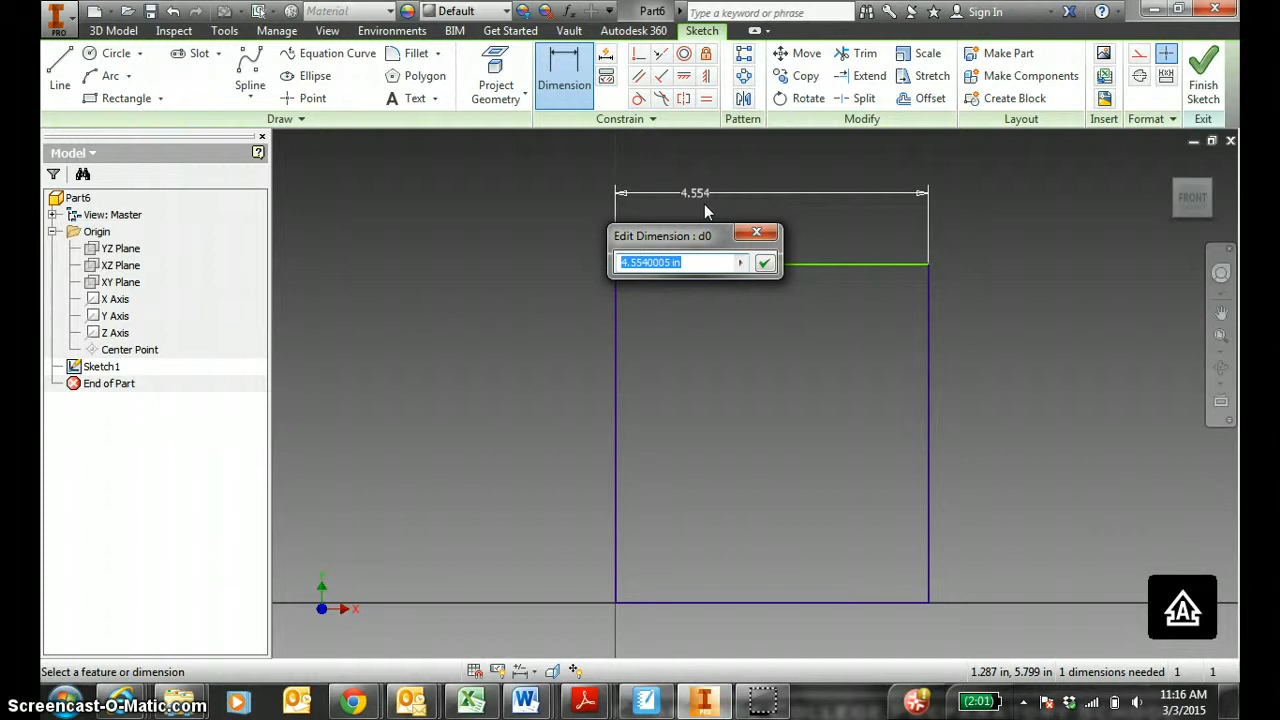 Material
Default
Part6
Type a keyword or phrase
Sign In
PRO
3D Model Inspect Tools Manage View Environments BIM Get Started Vault Autodesk 360 Sketch
Line
Circle
Arc
Rectangle
Slot
Spline
Equation Curve
Ellipse
Point
Fillet
Polygon
Text
Project
Geometry
Dimension
Move
Copy
Rotate
Trim
Extend
Split
Scale
Stretch
Offset
Make Part
Make Components
Create Block
Finish
Sketch
Draw Constrain Pattern Modify Layout Insert Format Exit
Model
Part6
View: Master
Origin
YZ Plane
XZ Plane
XY Plane
X Axis
Y Axis
Z Axis
Center Point
Sketch1
End of Part
4.554
Edit Dimension : d0
4.5540005 in
FRONT
X
A
Select a feature or dimension
1.287 in, 5.799 in 1 dimensions needed 1 1
Screencast-O-Matic.com
(2:01)
11:16 AM
3/3/2015